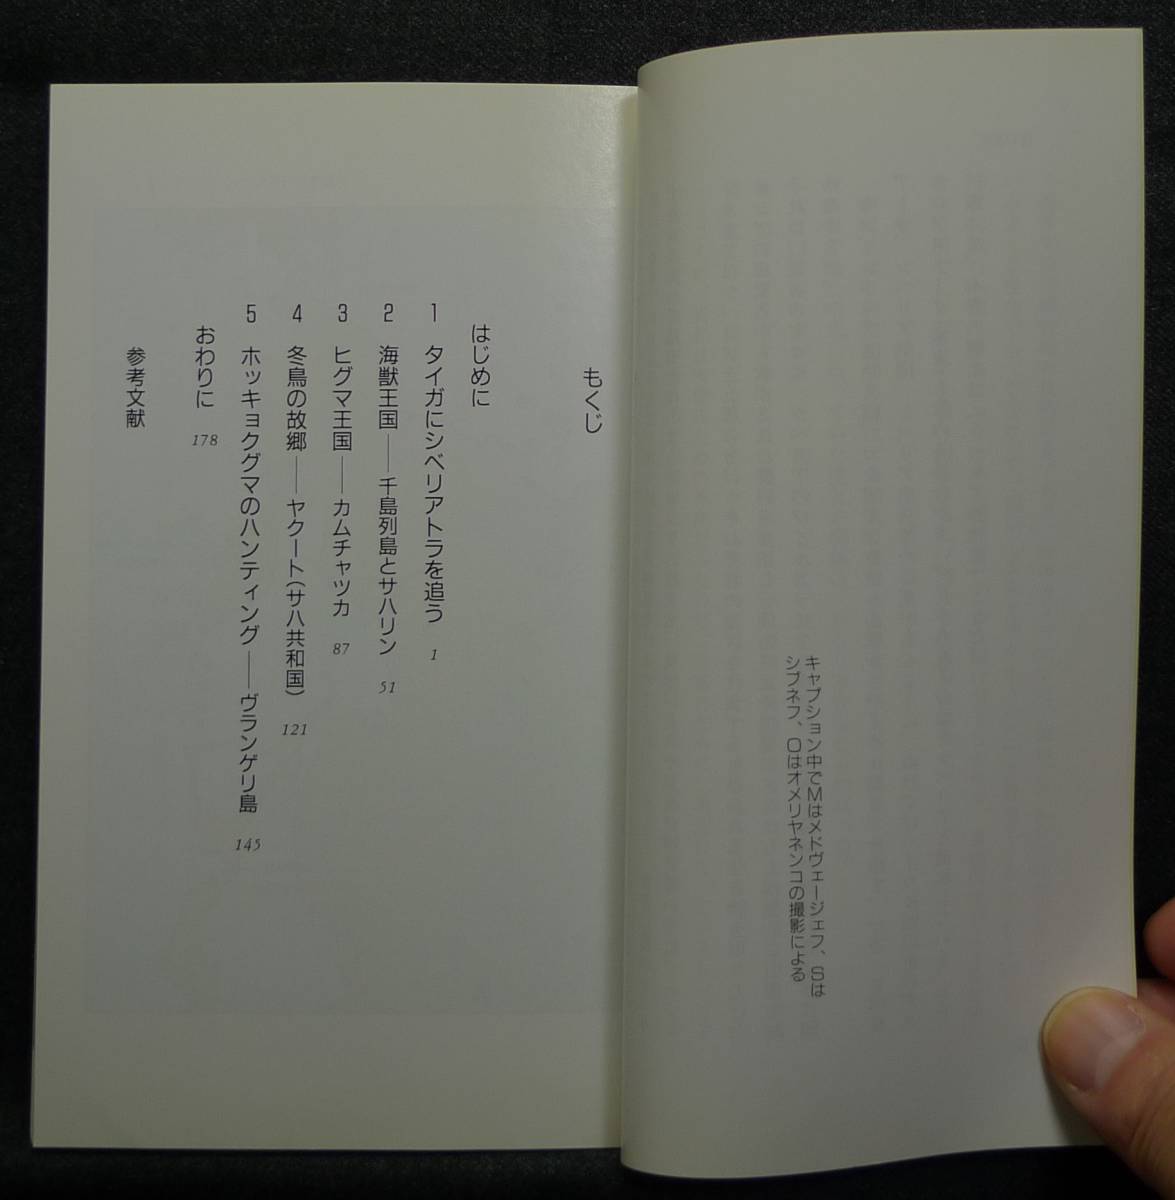 キャプション中でMはメドヴェージェフ、Sは
シブネフ、Oはオメリヤネンコの撮影による
もくじ
はじめに
1 タイガにシベリアトラを追う 1
2 海獣王国――千島列島とサハリン 51
3 ヒグマ王国――カムチャツカ 87
4 冬鳥の故郷――ヤクート(サハ共和国) 121
5 ホッキョクグマのハンティング――ヴランゲリ島 145
おわりに 178
参考文献